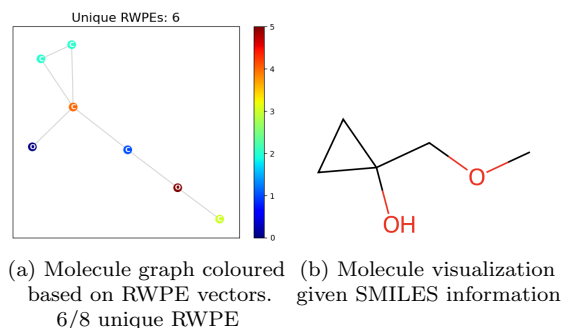 Unique RWPEs: 6
C
C
C
O
C
O
C
5
4
3
2
1
0
O
OH
(a) Molecule graph coloured
based on RWPE vectors.
6/8 unique RWPE
(b) Molecule visualization
given SMILES information